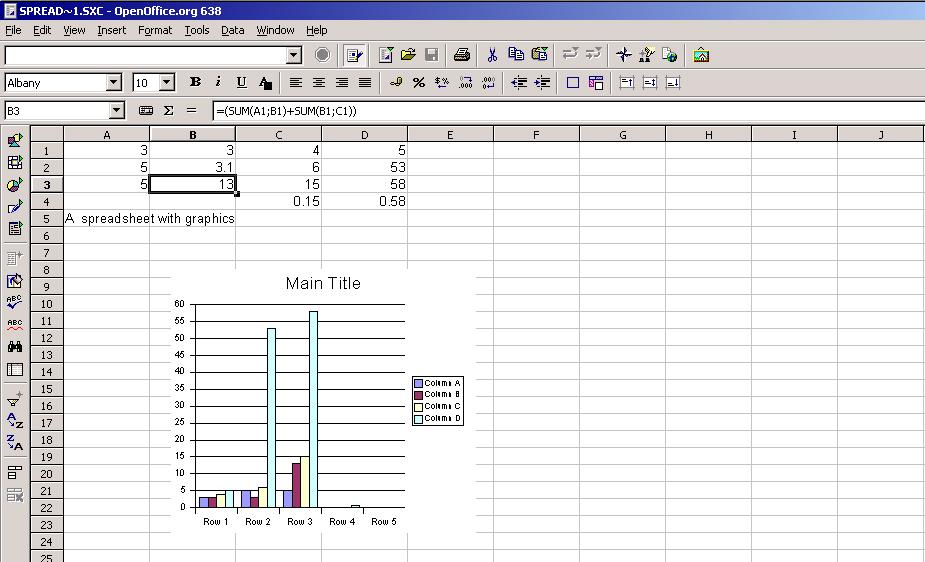 SPREAD~1.SXC - OpenOffice.org 638
File Edit View Insert Format Tools Data Window Help
Albany 10 B i U A
B3 Σ = =(SUM(A1;B1)+SUM(B1;C1))
A B C D E F G H I J
1 3 3 4 5
2 5 3.1 6 53
3 5 13 15 58
4 0.15 0.58
5 A spreadsheet with graphics
6
7
8
9
10
11
12
13
14
15
16
17
18
19
20
21
22
23
24
25
Main Title
60
55
50
45
40
35
30
25
20
15
10
5
0
Row 1 Row 2 Row 3 Row 4 Row 5
Column A
Column B
Column C
Column D